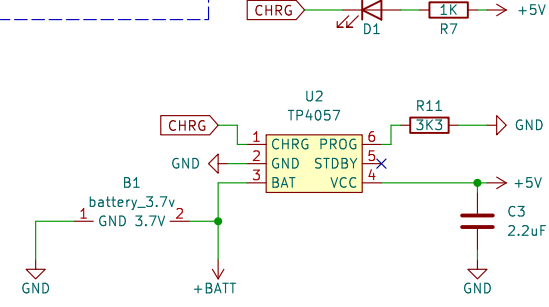 CHRG
1K
+5V
D1
R7
U2
TP4057
R11
CHRG
3K3
GND
1 CHRG PROG 6
GND 2 GND STDBY 5
3 BAT VCC 4
+5V
B1
battery_3.7v
1 GND 3.7V 2
C3
2.2uF
GND
+BATT
GND